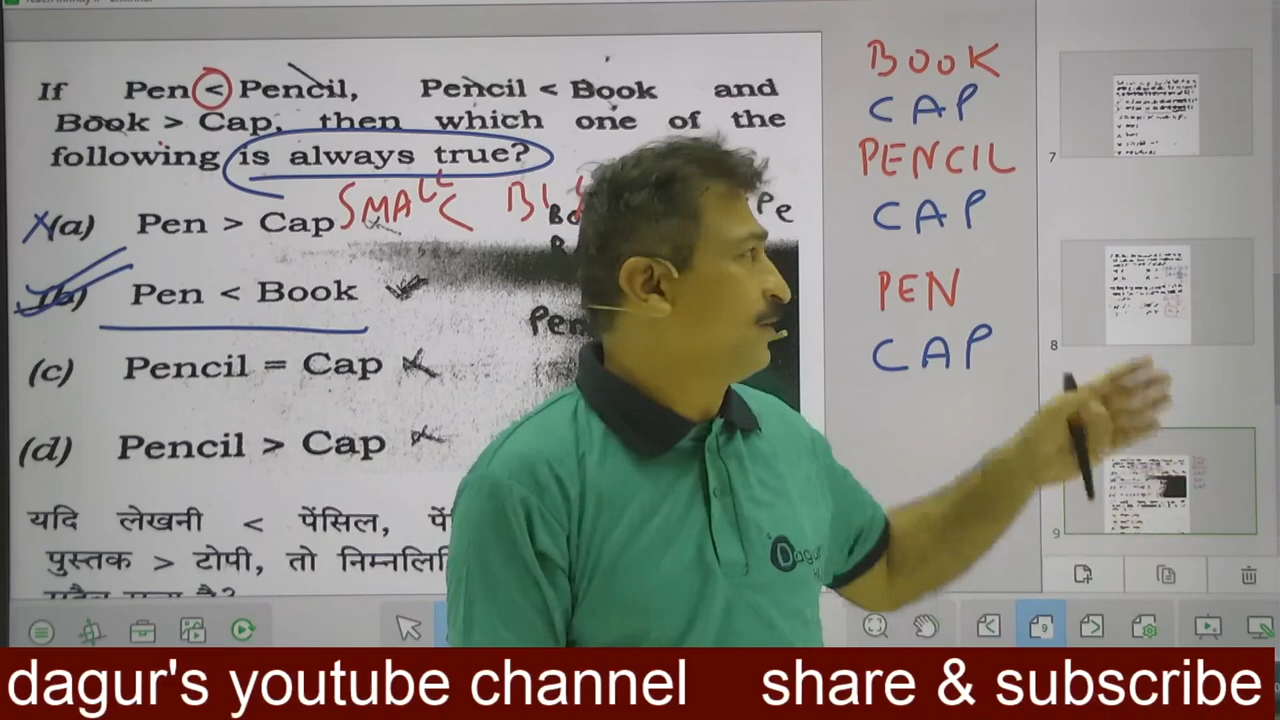 If Pen < Pencil, Pencil < Book and
Book > Cap, then which one of the
following is always true?
SMALL
(a) Pen > Cap
(b) Pen < Book
(c) Pencil = Cap
(d) Pencil > Cap
यदि लेखनी < पेंसिल,
पुस्तक > टोपी, तो
BOOK
CAP
PENCIL
CAP
PEN
CAP
7
8
9
Dagur
dagur's youtube channel share & subscribe